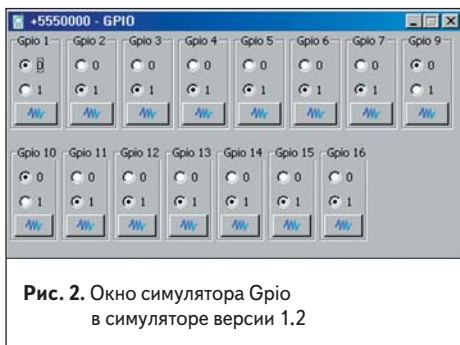 +5550000 - GPIO
Gpio 1 Gpio 2 Gpio 3 Gpio 4 Gpio 5 Gpio 6 Gpio 7 Gpio 9
0 0 0 0 0 0 0 0
1 1 1 1 1 1 1 1
Gpio 10 Gpio 11 Gpio 12 Gpio 13 Gpio 14 Gpio 15 Gpio 16
0 0 0 0 0 0 0
1 1 1 1 1 1 1
Рис. 2. Окно симулятора Gpio
в симуляторе версии 1.2